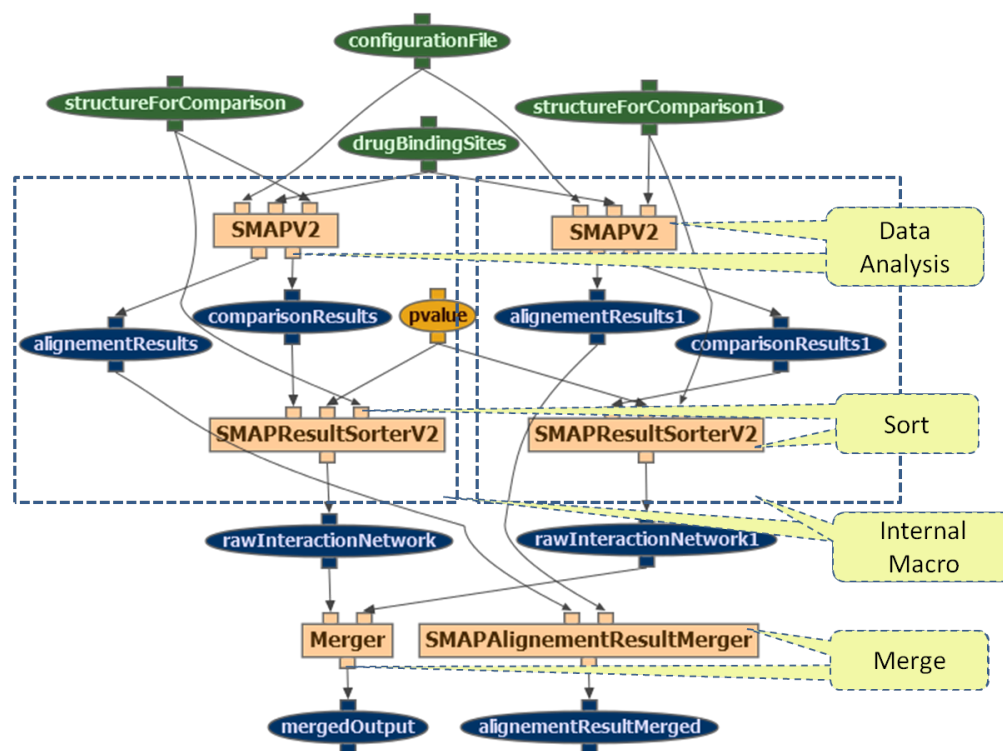 configurationFile
structureForComparison
structureForComparison1
drugBindingSites
SMAPV2
SMAPV2
Data
Analysis
comparisonResults
pvalue
alignementResults1
alignementResults
comparisonResults1
SMAPResultSorterV2
SMAPResultSorterV2
Sort
rawInteractionNetwork
rawInteractionNetwork1
Internal
Macro
Merger
SMAPAlignementResultMerger
Merge
mergedOutput
alignementResultMerged